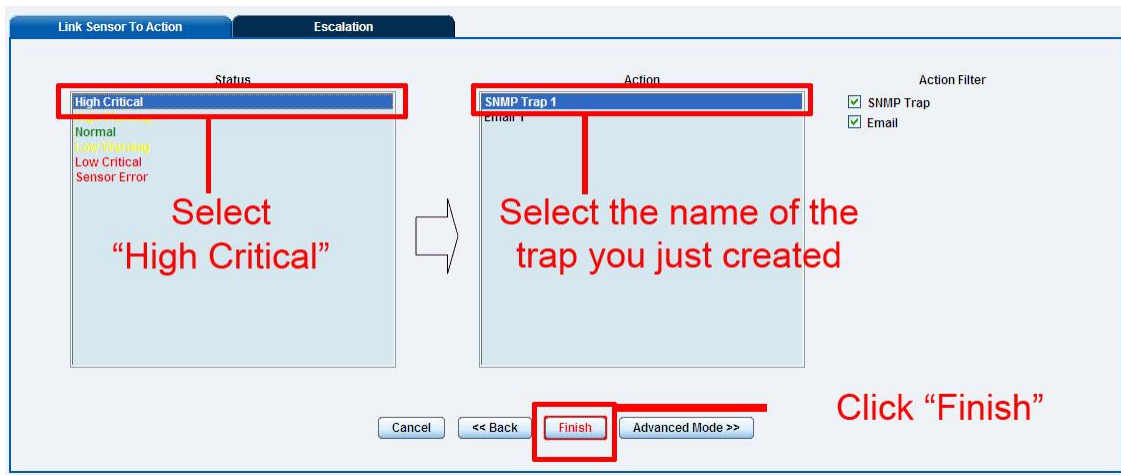 Link Sensor To Action
Escalation
Status
Action
Action Filter
High Critical
Normal
Low Warning
Low Critical
Sensor Error
SNMP Trap 1
Email 1
SNMP Trap
Email
Select
“High Critical”
Select the name of the
trap you just created
Cancel
<< Back
Finish
Advanced Mode >>
Click “Finish”